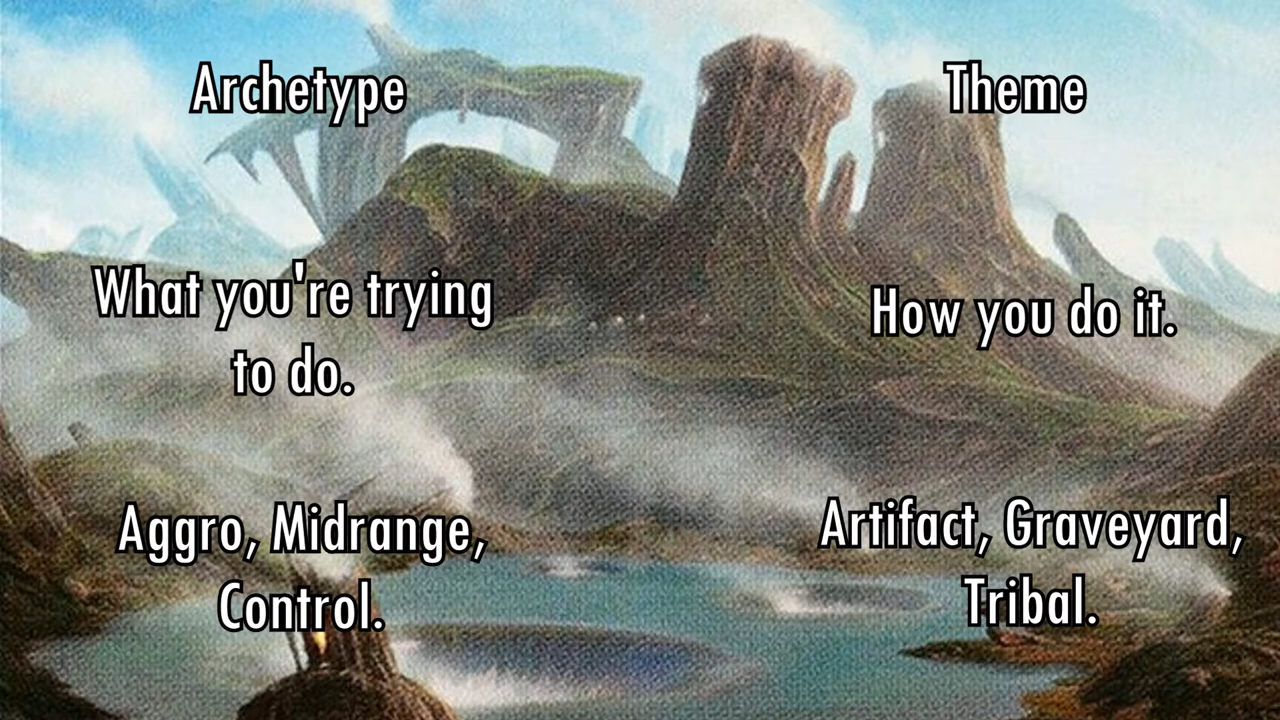 Archetype
Theme
What you're trying
to do.
How you do it.
Aggro, Midrange,
Control.
Artifact, Graveyard,
Tribal.